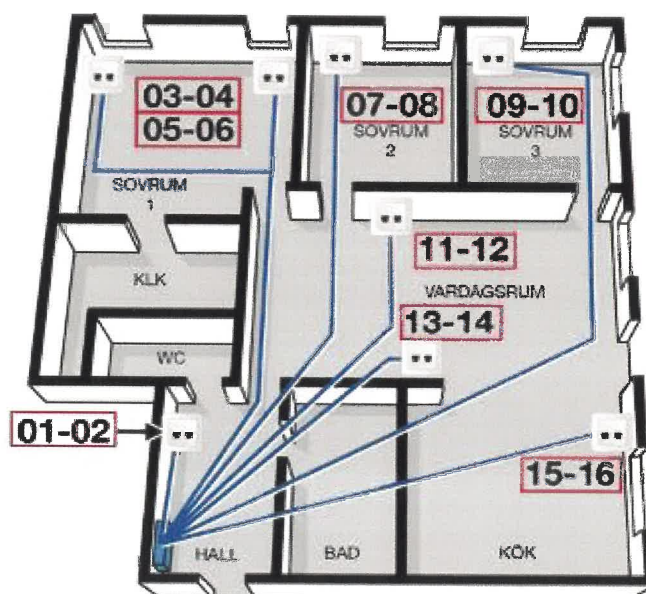 03-04
05-06
07-08
09-10
SOVRUM
1
SOVRUM
2
SOVRUM
3
11-12
KLK
VARDAGSRUM
13-14
WC
01-02
15-16
HALL
BAD
KÖK